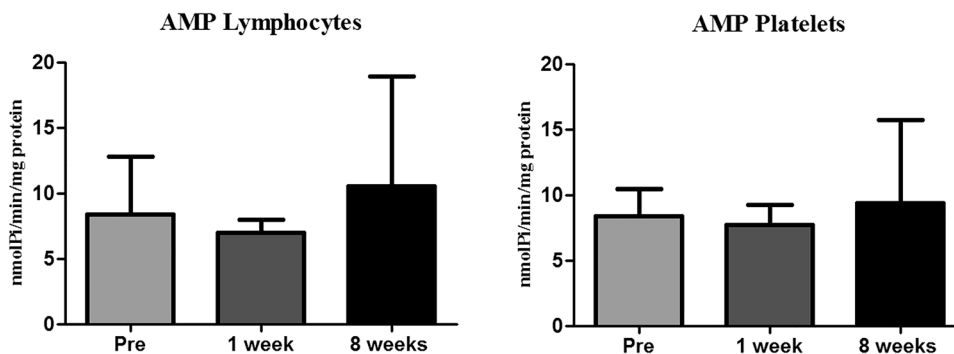 AMP Lymphocytes
nmolPi/min/mg protein
20
15
10
5
0
Pre 1 week 8 weeks
AMP Platelets
nmolPi/min/mg protein
20
15
10
5
0
Pre 1 week 8 weeks